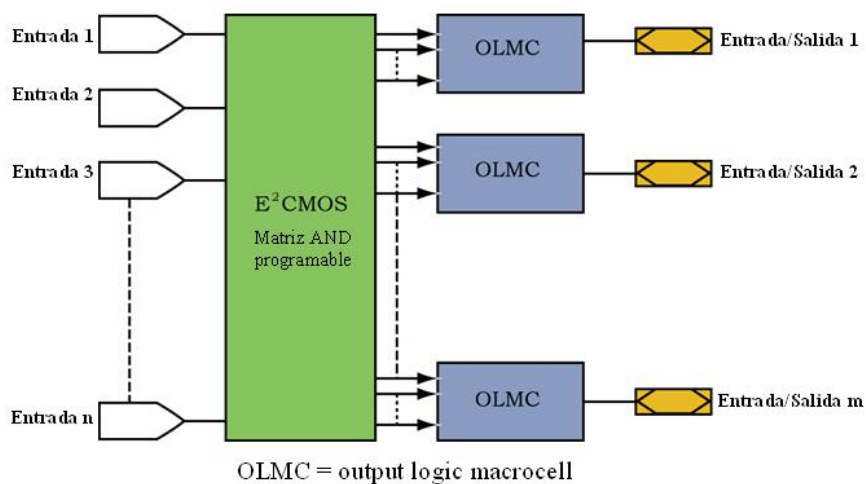 Entrada 1
OLMC
Entrada/Salida 1
Entrada 2
Entrada 3
OLMC
Entrada/Salida 2
E²CMOS
Matriz AND
programable
Entrada n
OLMC
Entrada/Salida m
OLMC = output logic macrocell